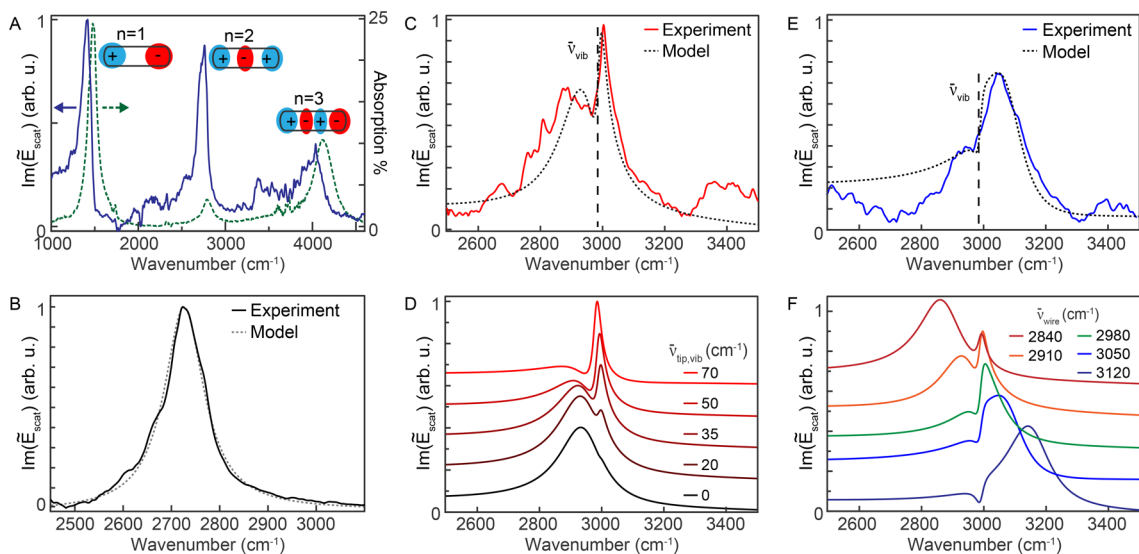 A
1
25
n=1
n=2
n=3
+ -
+ - +
+ - + -
Im(Ẽscat) (arb. u.)
Absorption %
0
0
1000 2000 3000 4000
Wavenumber (cm⁻¹)
B
1
Experiment
Model
Im(Ẽscat) (arb. u.)
0
2500 2600 2700 2800 2900 3000
Wavenumber (cm⁻¹)
C
1
Experiment
Model
ν̄vib
Im(Ẽscat) (arb. u.)
0
2600 2800 3000 3200 3400
Wavenumber (cm⁻¹)
D
1
ν̄tip,vib (cm⁻¹)
70
50
35
20
0
Im(Ẽscat) (arb. u.)
0
2600 2800 3000 3200 3400
Wavenumber (cm⁻¹)
E
1
Experiment
Model
ν̄vib
Im(Ẽscat) (arb. u.)
0
2600 2800 3000 3200 3400
Wavenumber (cm⁻¹)
F
1
ν̄wire (cm⁻¹)
2840 2980
2910 3050
3120
Im(Ẽscat) (arb. u.)
0
2600 2800 3000 3200 3400
Wavenumber (cm⁻¹)